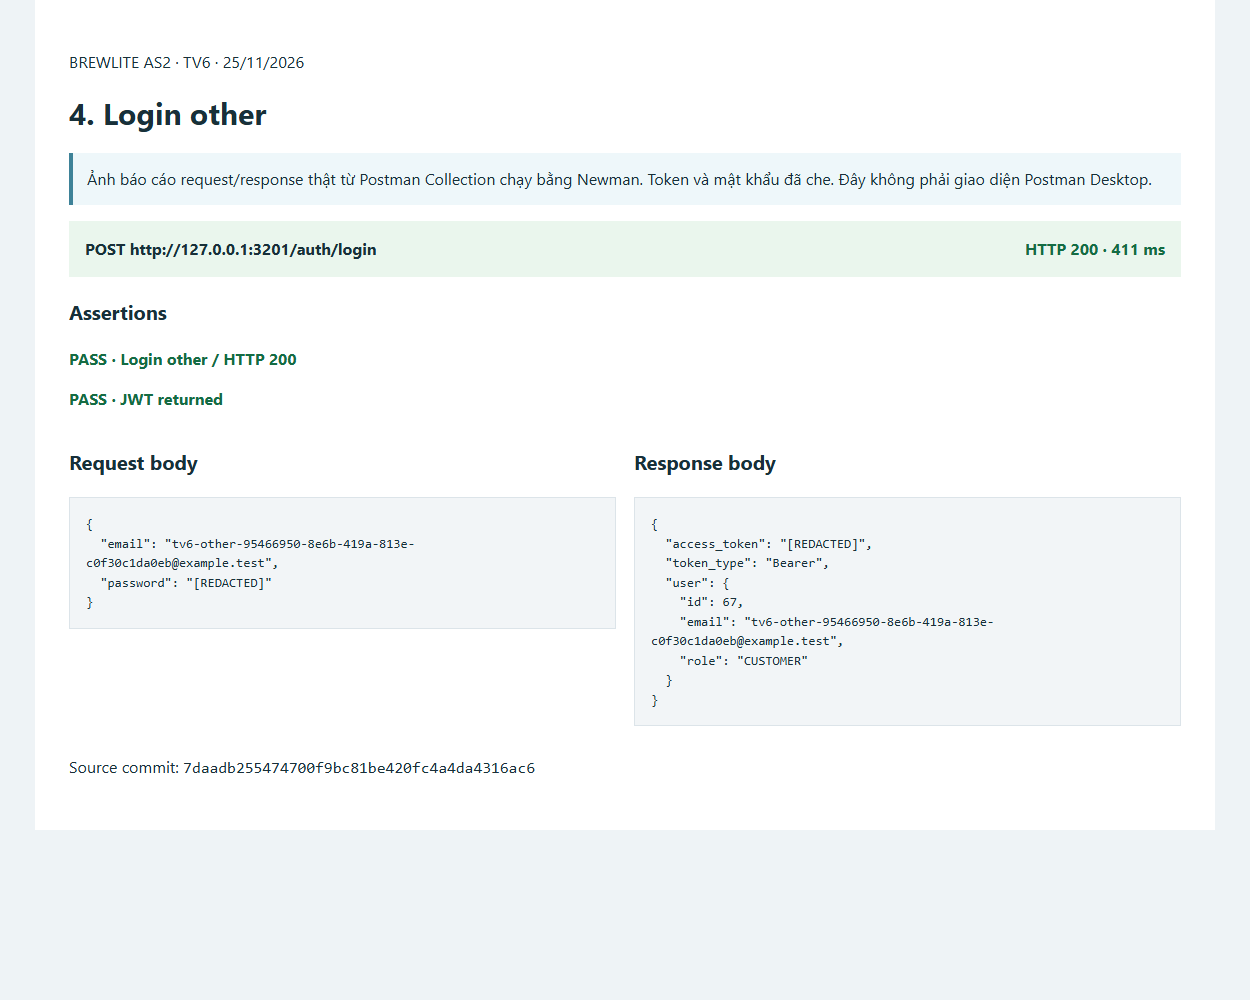 BREWLITE AS2 · TV6 · 25/11/2026
4. Login other
Ảnh báo cáo request/response thật từ Postman Collection chạy bằng Newman. Token và mật khẩu đã che. Đây không phải giao diện Postman Desktop.
POST http://127.0.0.1:3201/auth/login
HTTP 200 · 411 ms
Assertions
PASS · Login other / HTTP 200
PASS · JWT returned
Request body
{
  "email": "tv6-other-95466950-8e6b-419a-813e-
c0f30c1da0eb@example.test",
  "password": "[REDACTED]"
}
Response body
{
  "access_token": "[REDACTED]",
  "token_type": "Bearer",
  "user": {
    "id": 67,
    "email": "tv6-other-95466950-8e6b-419a-813e-
c0f30c1da0eb@example.test",
    "role": "CUSTOMER"
  }
}
Source commit: 7daadb255474700f9bc81be420fc4a4da4316ac6